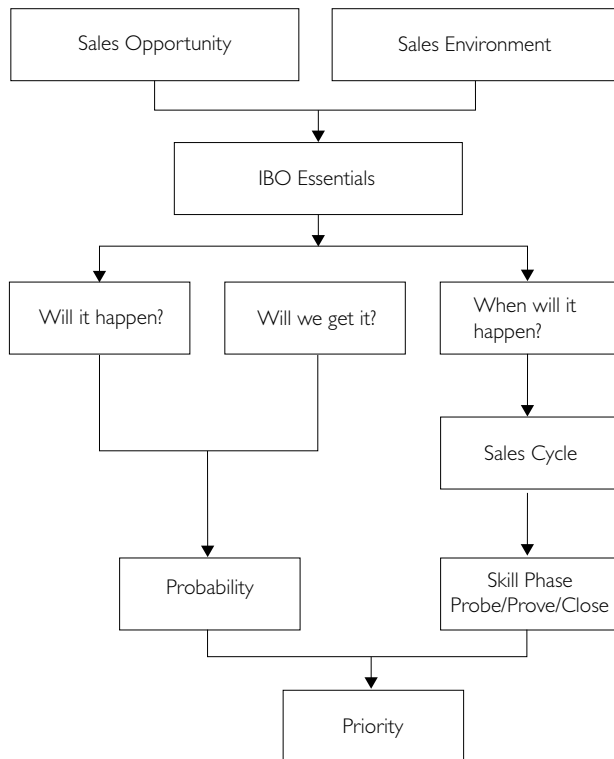 Sales Opportunity
Sales Environment
IBO Essentials
Will it happen?
Will we get it?
When will it
happen?
Sales Cycle
Probability
Skill Phase
Probe/Prove/Close
Priority